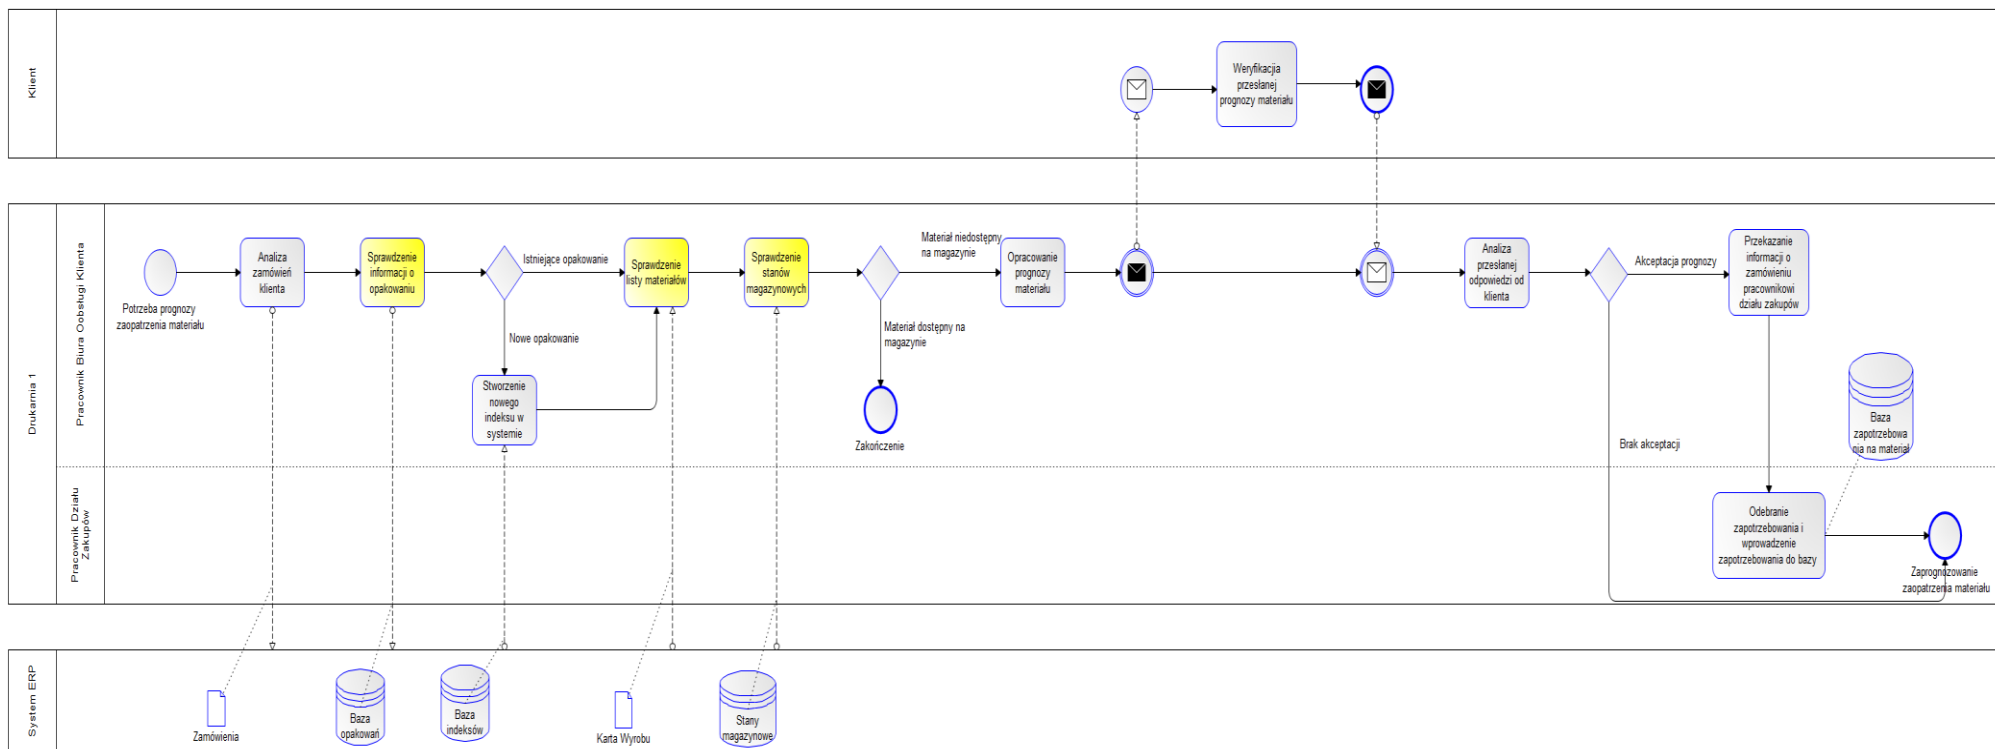 Klient
Weryfikacjia
przesłanej
prognozy materiału
Drukarnia 1
Pracownik Biura Oobsługi Klienta
Potrzeba prognozy
zaopatrzenia materiału
Analiza
zamówień
klienta
Sprawdzenie
informacji o
opakowaniu
Istniejące opakowanie
Nowe opakowanie
Stworzenie
nowego
indeksu w
systemie
Sprawdzenie
listy materiałów
Sprawdzenie
stanów
magazynowych
Materiał niedostępny
na magazynie
Materiał dostępny na
magazynie
Zakończenie
Opracowanie
prognozy
materiału
Analiza
przesłanej
odpowiedzi od
klienta
Akceptacja prognozy
Brak akceptacji
Przekazanie
informacji o
zamówieniu
pracownikowi
działu zakupów
Baza
zapotrzebowa
nia na materiał
Pracownik Działu
Zakupów
Odebranie
zapotrzebowania i
wprowadzenie
zapotrzebowania do bazy
Zaprognozowanie
zaopatrzenia materiału
System ERP
Zamówienia
Baza
opakowań
Baza
indeksów
Karta Wyrobu
Stany
magazynowe